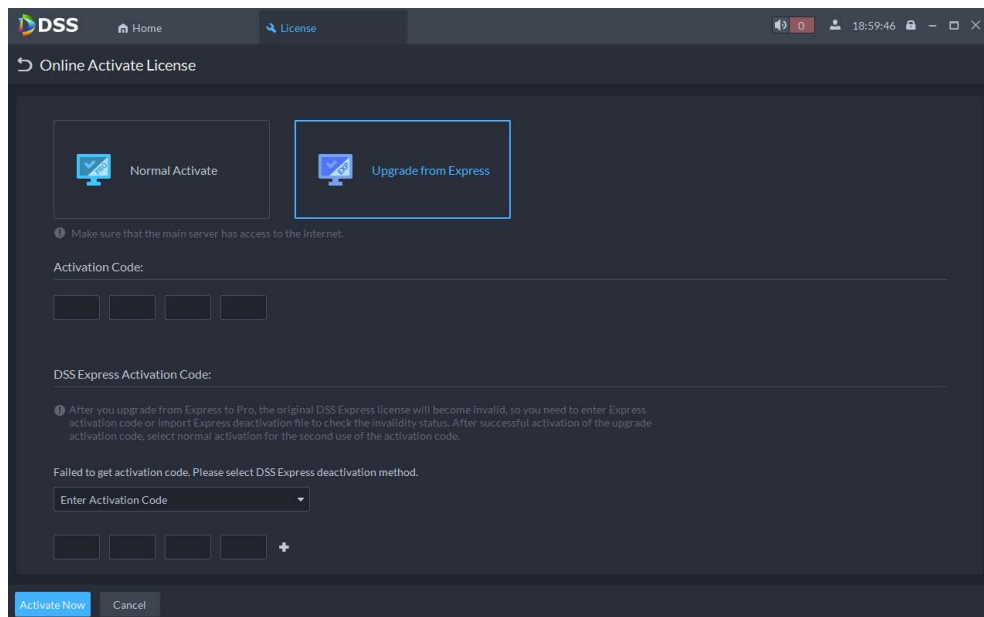 DSS Home License 0 18:59:46
Online Activate License
Normal Activate Upgrade from Express
Make sure that the main server has access to the Internet.
Activation Code:
DSS Express Activation Code:
After you upgrade from Express to Pro, the original DSS Express license will become invalid, so you need to enter Express
activation code or import Express deactivation file to check the invalidity status. After successful activation of the upgrade
activation code, select normal activation for the second use of the activation code.
Failed to get activation code. Please select DSS Express deactivation method.
Enter Activation Code
Activate Now Cancel